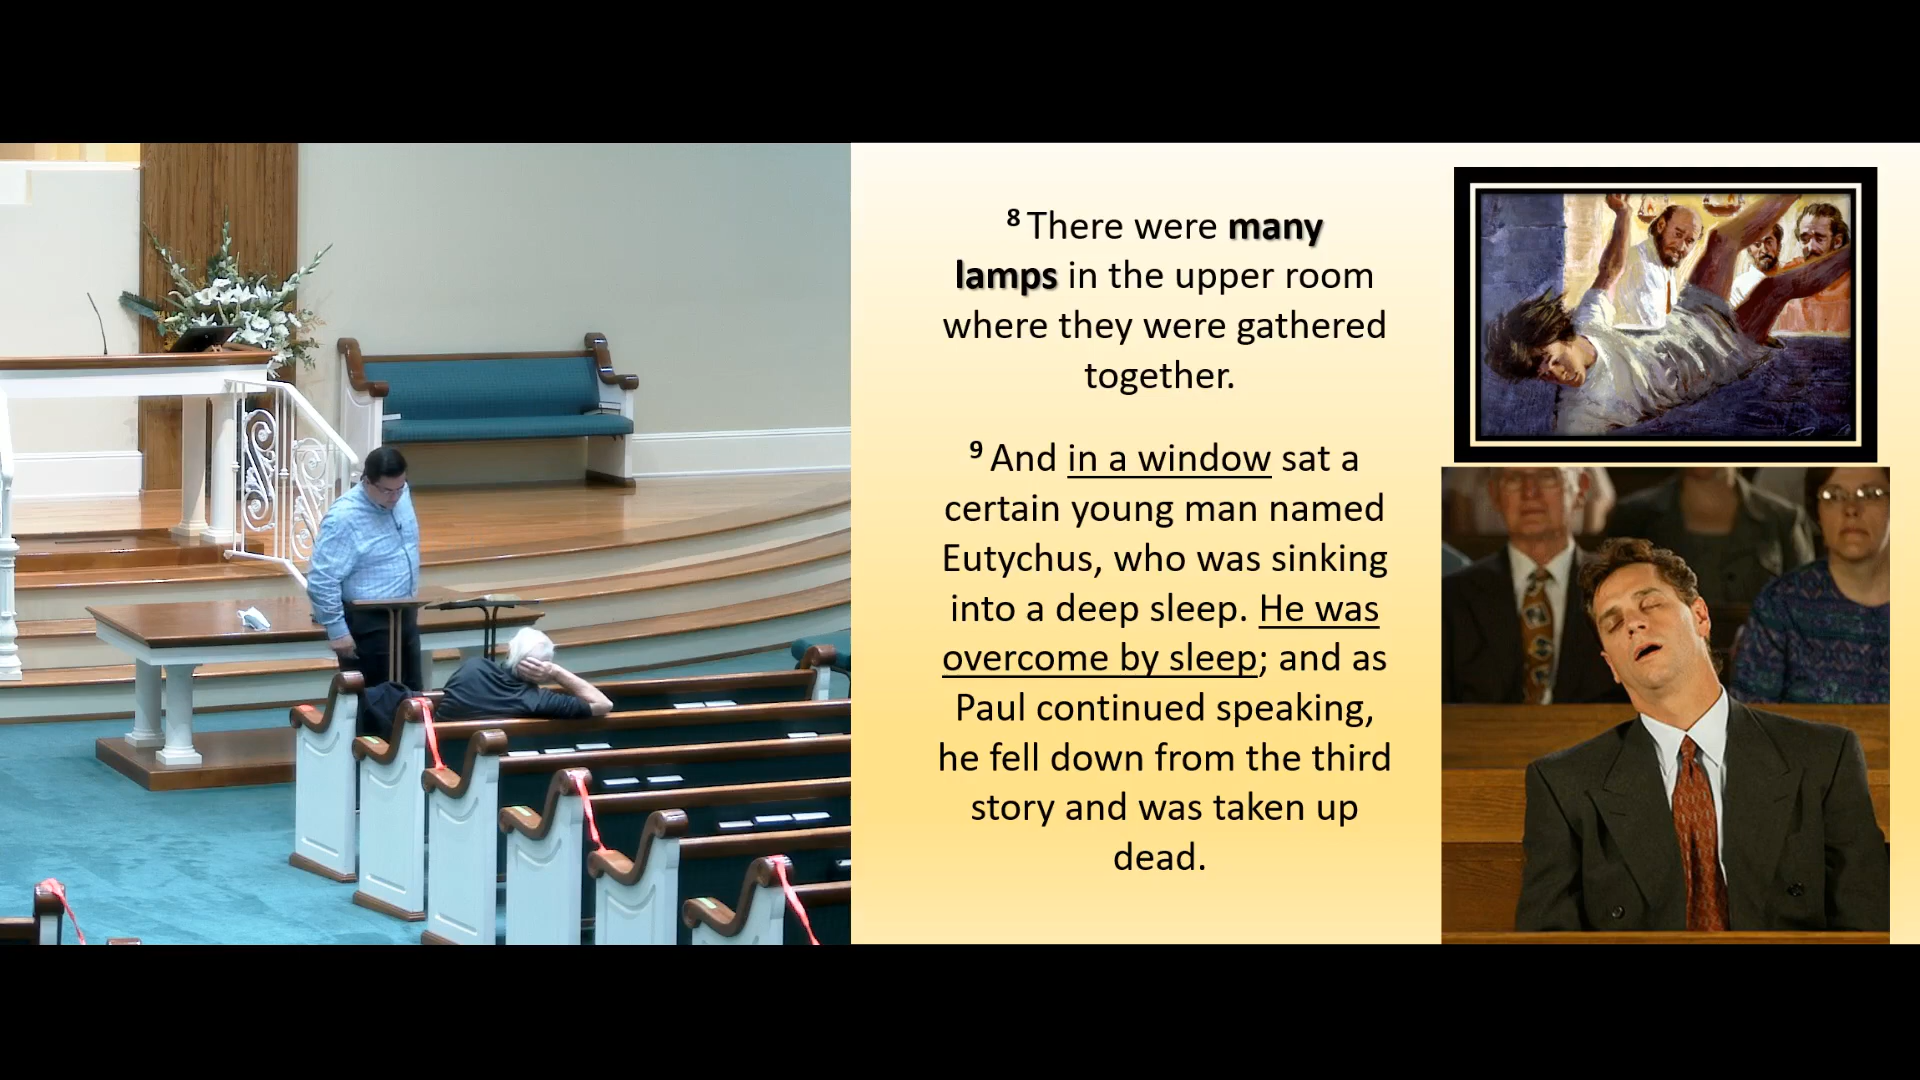 8 There were many
lamps in the upper room
where they were gathered
together.
9 And in a window sat a
certain young man named
Eutychus, who was sinking
into a deep sleep. He was
overcome by sleep; and as
Paul continued speaking,
he fell down from the third
story and was taken up
dead.